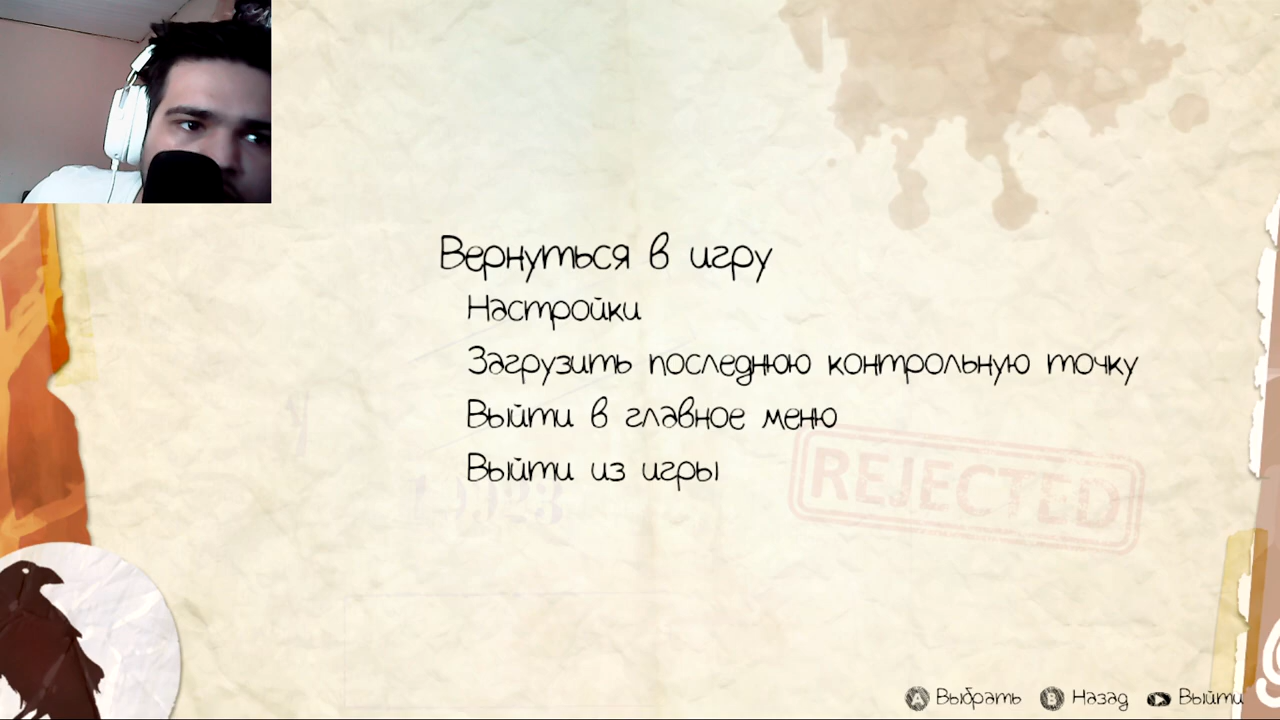 Вернуться в игру
Настройки
Загрузить последнюю контрольную точку
Выйти в главное меню
Выйти из игры
REJECTED
A Выбрать B Назад Выйти